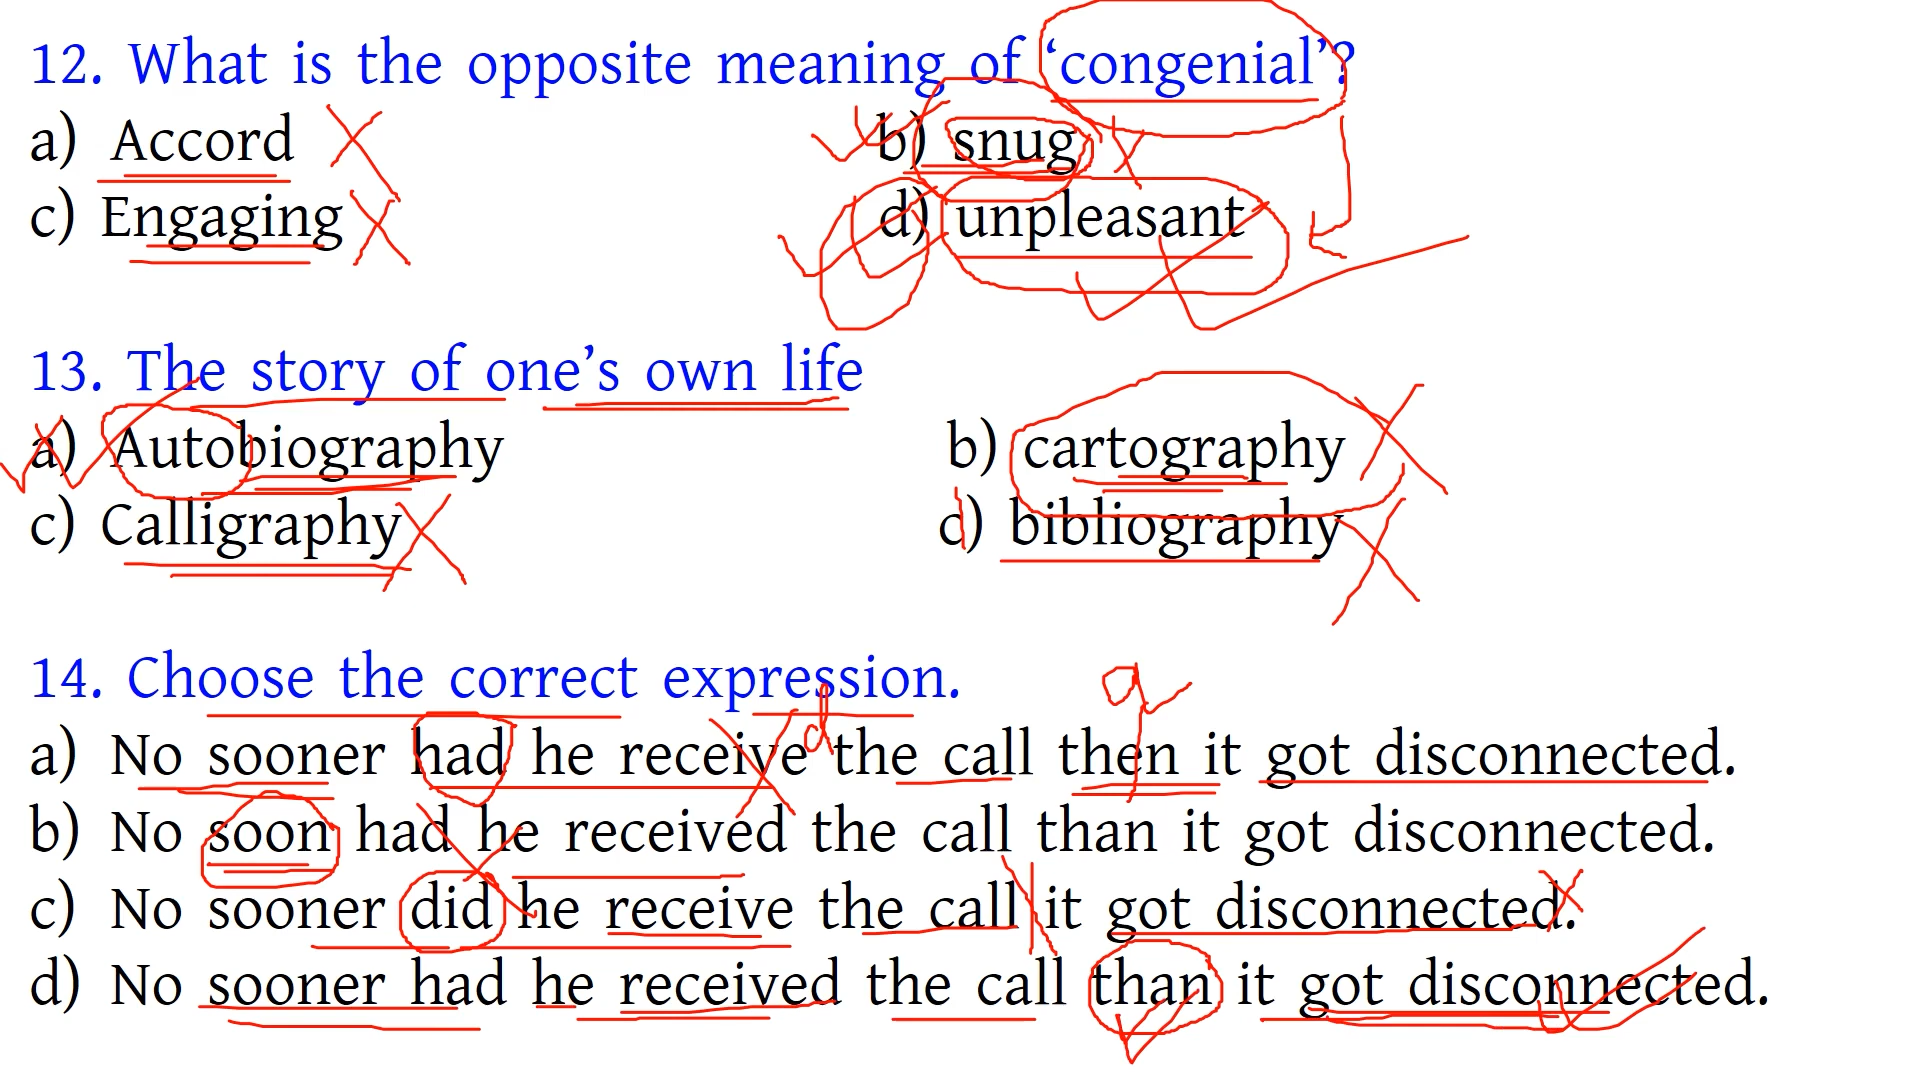 12. What is the opposite meaning of ‘congenial’?
a) Accord b) snug
c) Engaging d) unpleasant
13. The story of one’s own life
a) Autobiography b) cartography
c) Calligraphy d) bibliography
14. Choose the correct expression.
a) No sooner had he receive the call then it got disconnected.
b) No soon had he received the call than it got disconnected.
c) No sooner did he receive the call it got disconnected.
d) No sooner had he received the call than it got disconnected.